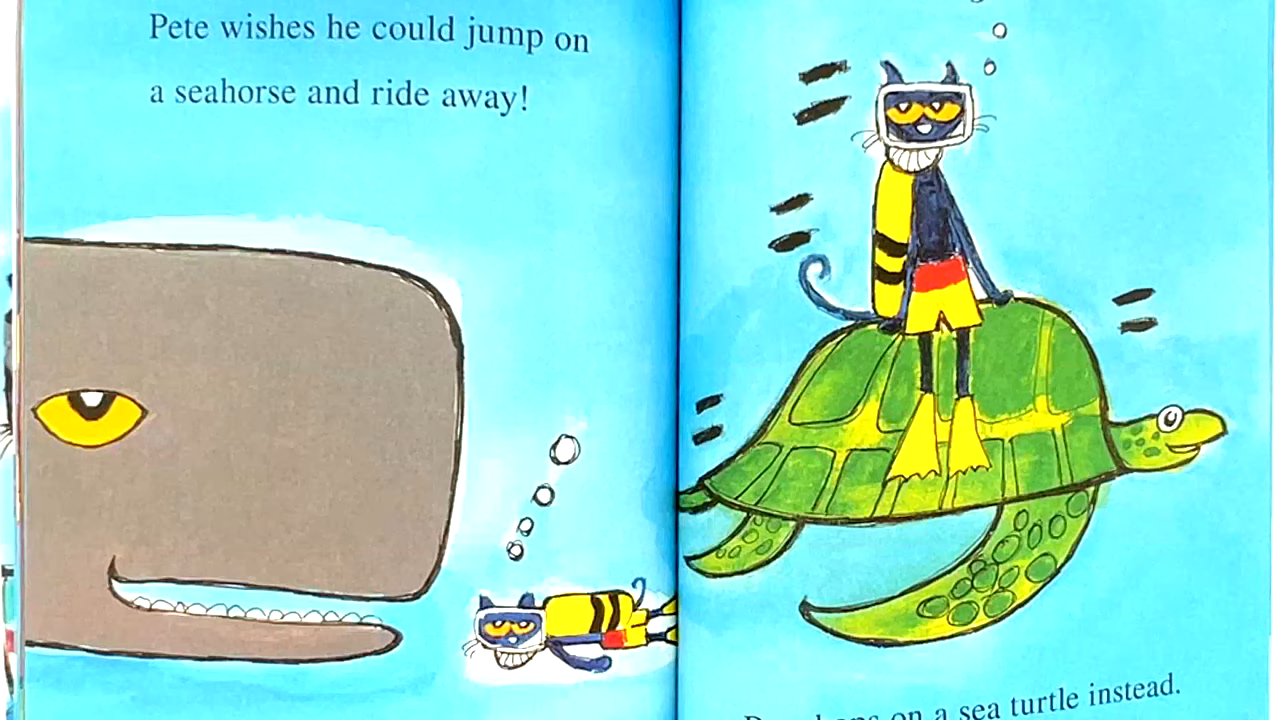 Pete wishes he could jump on
a seahorse and ride away!
on a sea turtle instead.